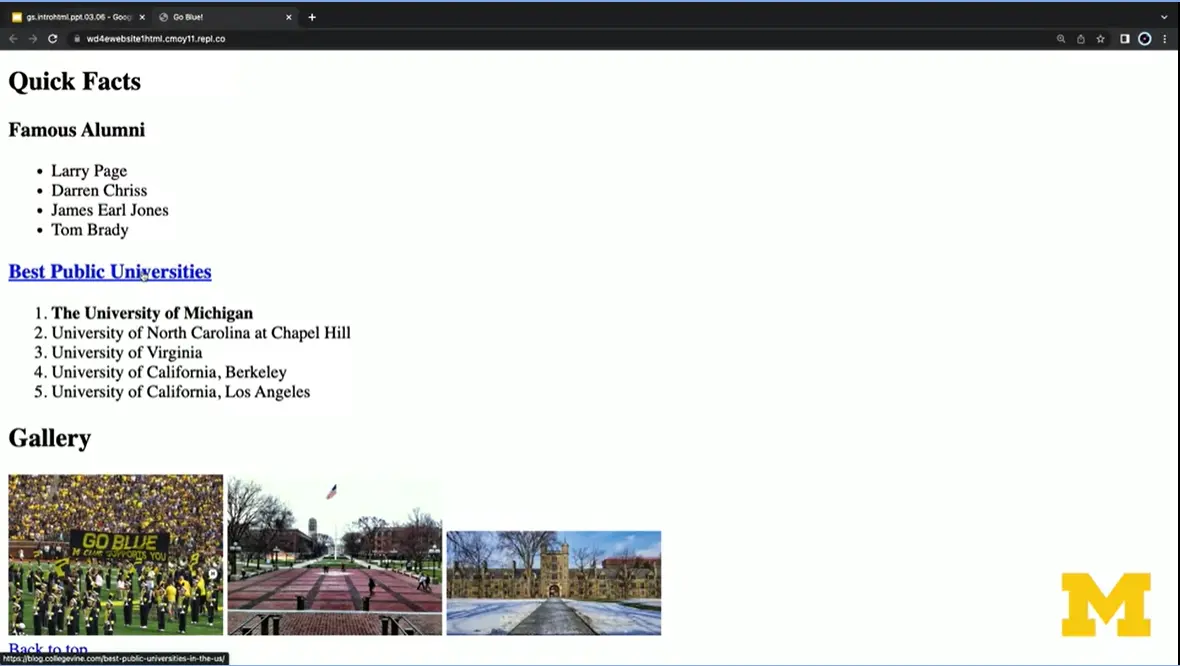 gs.introhtml.ppt.03.06 - Goog
Go Blue!
wd4ewebsite1html.cmoy11.repl.co
Quick Facts
Famous Alumni
• Larry Page
• Darren Chriss
• James Earl Jones
• Tom Brady
Best Public Universities
1. The University of Michigan
2. University of North Carolina at Chapel Hill
3. University of Virginia
4. University of California, Berkeley
5. University of California, Los Angeles
Gallery
GO BLUE
M CLUB SUPPORTS YOU
M
Back to top
https://blog.collegevine.com/best-public-universities-in-the-us/